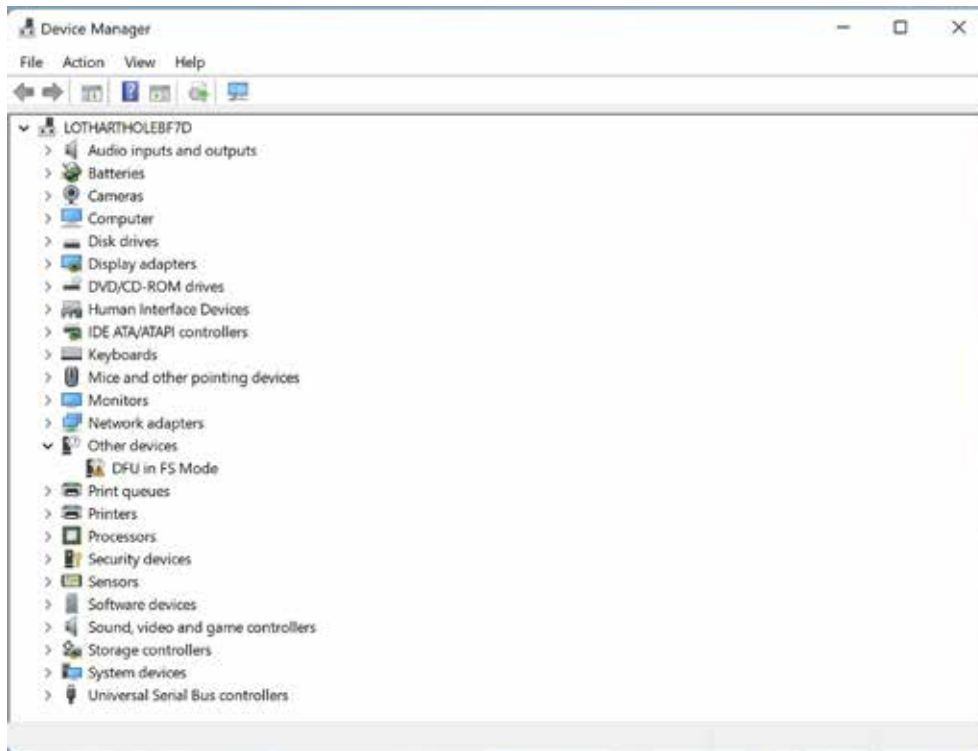 Device Manager
File Action View Help
LOTHARTHOLEBF7D
Audio inputs and outputs
Batteries
Cameras
Computer
Disk drives
Display adapters
DVD/CD-ROM drives
Human Interface Devices
IDE ATA/ATAPI controllers
Keyboards
Mice and other pointing devices
Monitors
Network adapters
Other devices
DFU in FS Mode
Print queues
Printers
Processors
Security devices
Sensors
Software devices
Sound, video and game controllers
Storage controllers
System devices
Universal Serial Bus controllers